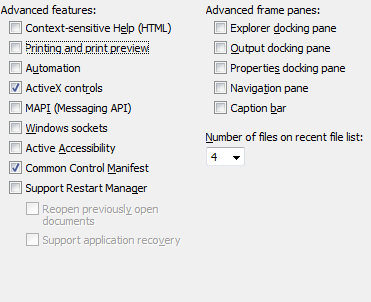 Advanced features:
Context-sensitive Help (HTML)
Printing and print preview
Automation
ActiveX controls
MAPI (Messaging API)
Windows sockets
Active Accessibility
Common Control Manifest
Support Restart Manager
Reopen previously open
documents
Support application recovery
Advanced frame panes:
Explorer docking pane
Output docking pane
Properties docking pane
Navigation pane
Caption bar
Number of files on recent file list:
4